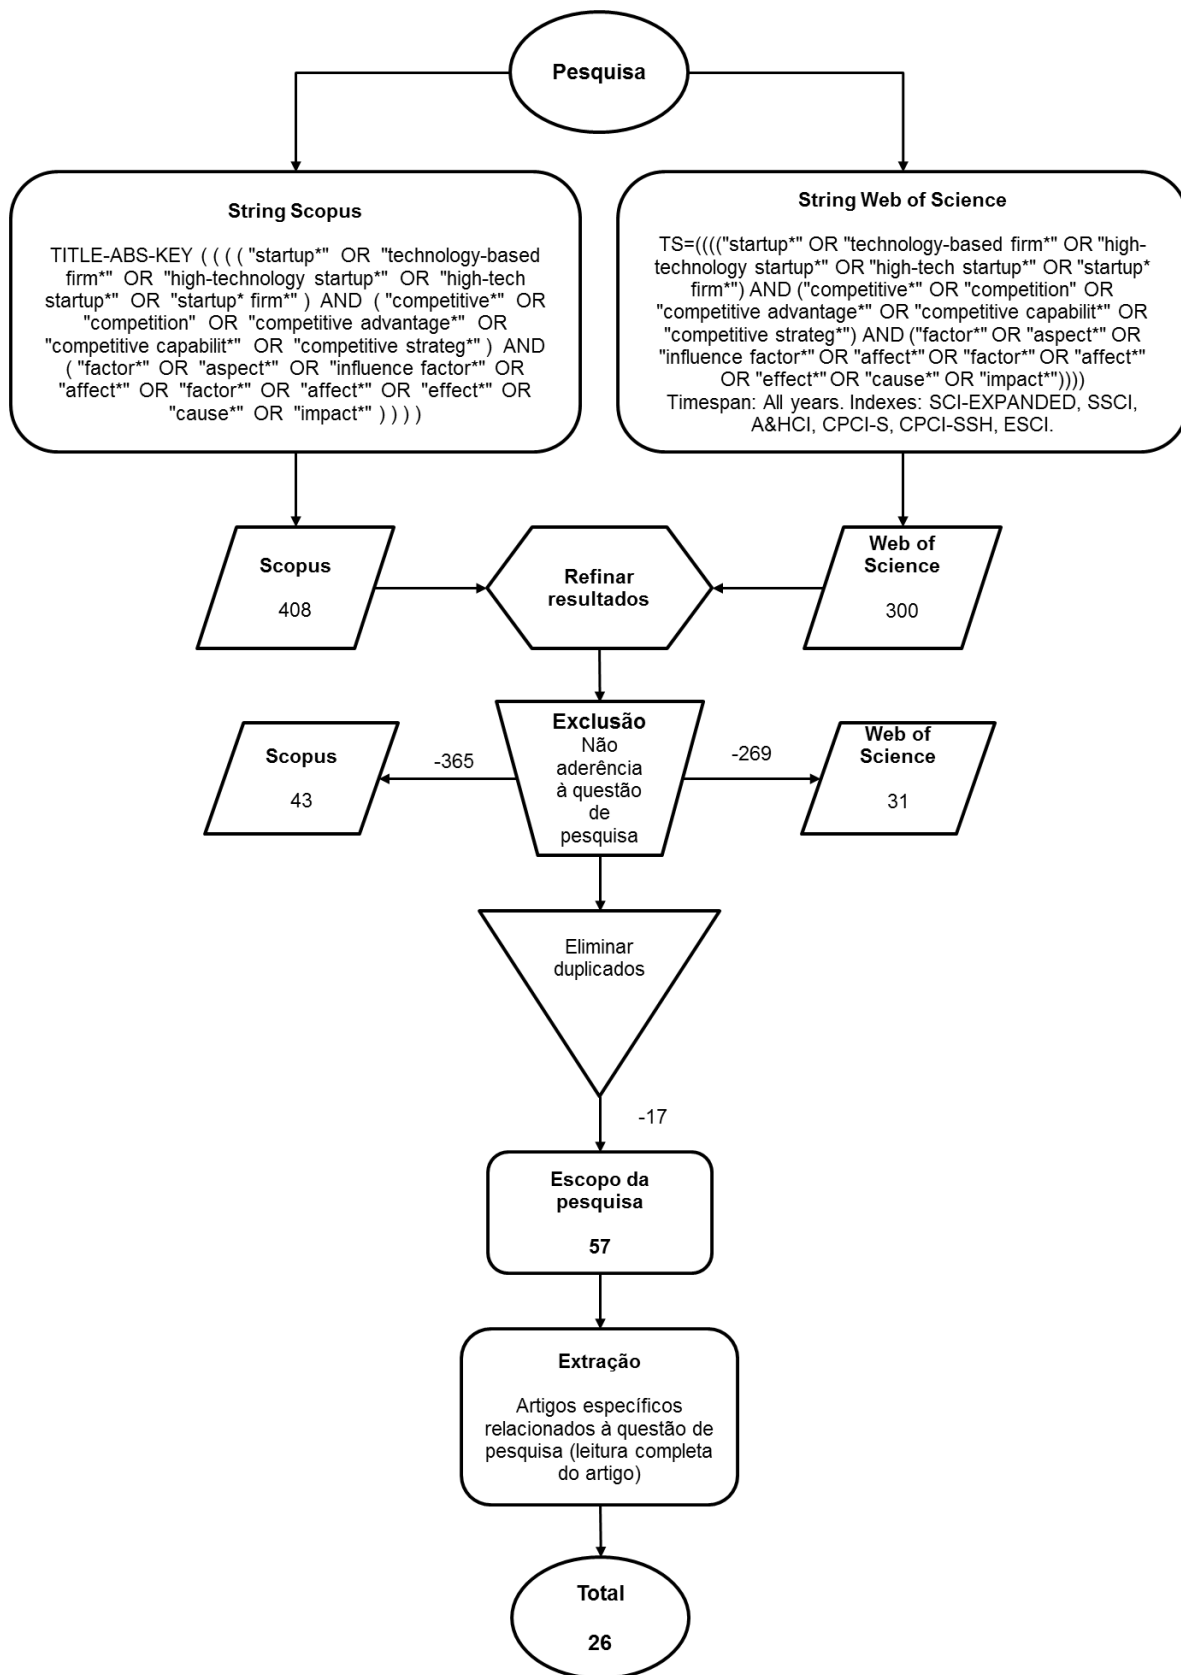 Pesquisa
String Scopus
TITLE-ABS-KEY ( ( ( ( "startup*" OR "technology-based
firm*" OR "high-technology startup*" OR "high-tech
startup*" OR "startup* firm*" ) AND ( "competitive*" OR
"competition" OR "competitive advantage*" OR
"competitive capabilit*" OR "competitive strateg*" ) AND
( "factor*" OR "aspect*" OR "influence factor*" OR
"affect*" OR "factor*" OR "affect*" OR "effect*" OR
"cause*" OR "impact*" ) ) ) )
String Web of Science
TS=(((("startup*" OR "technology-based firm*" OR "high-
technology startup*" OR "high-tech startup*" OR "startup*
firm*") AND ("competitive*" OR "competition" OR
"competitive advantage*" OR "competitive capabilit*" OR
"competitive strateg*") AND ("factor*" OR "aspect*" OR
"influence factor*" OR "affect*" OR "factor*" OR "affect*"
OR "effect*" OR "cause*" OR "impact*"))))
Timespan: All years. Indexes: SCI-EXPANDED, SSCI,
A&HCI, CPCI-S, CPCI-SSH, ESCI.
Scopus
408
Refinar
resultados
Web of
Science
300
Scopus
43
-365
Exclusão
Não
aderência
à questão
de
pesquisa
-269
Web of
Science
31
Eliminar
duplicados
-17
Escopo da
pesquisa
57
Extração
Artigos específicos
relacionados à questão de
pesquisa (leitura completa
do artigo)
Total
26